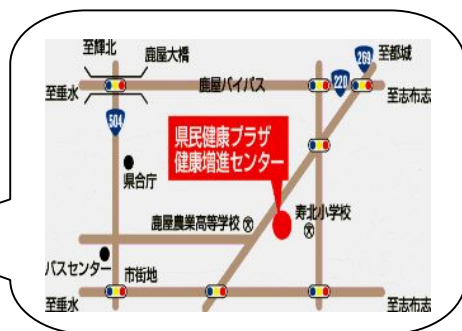 至輝北
鹿屋大橋
269
至都城
至垂水
鹿屋バイパス
220
至志布志
504
県民健康プラザ
健康増進センター
県合庁
鹿屋農業高等学校
文
寿北小学校
文
バスセンター
市街地
至垂水
至志布志